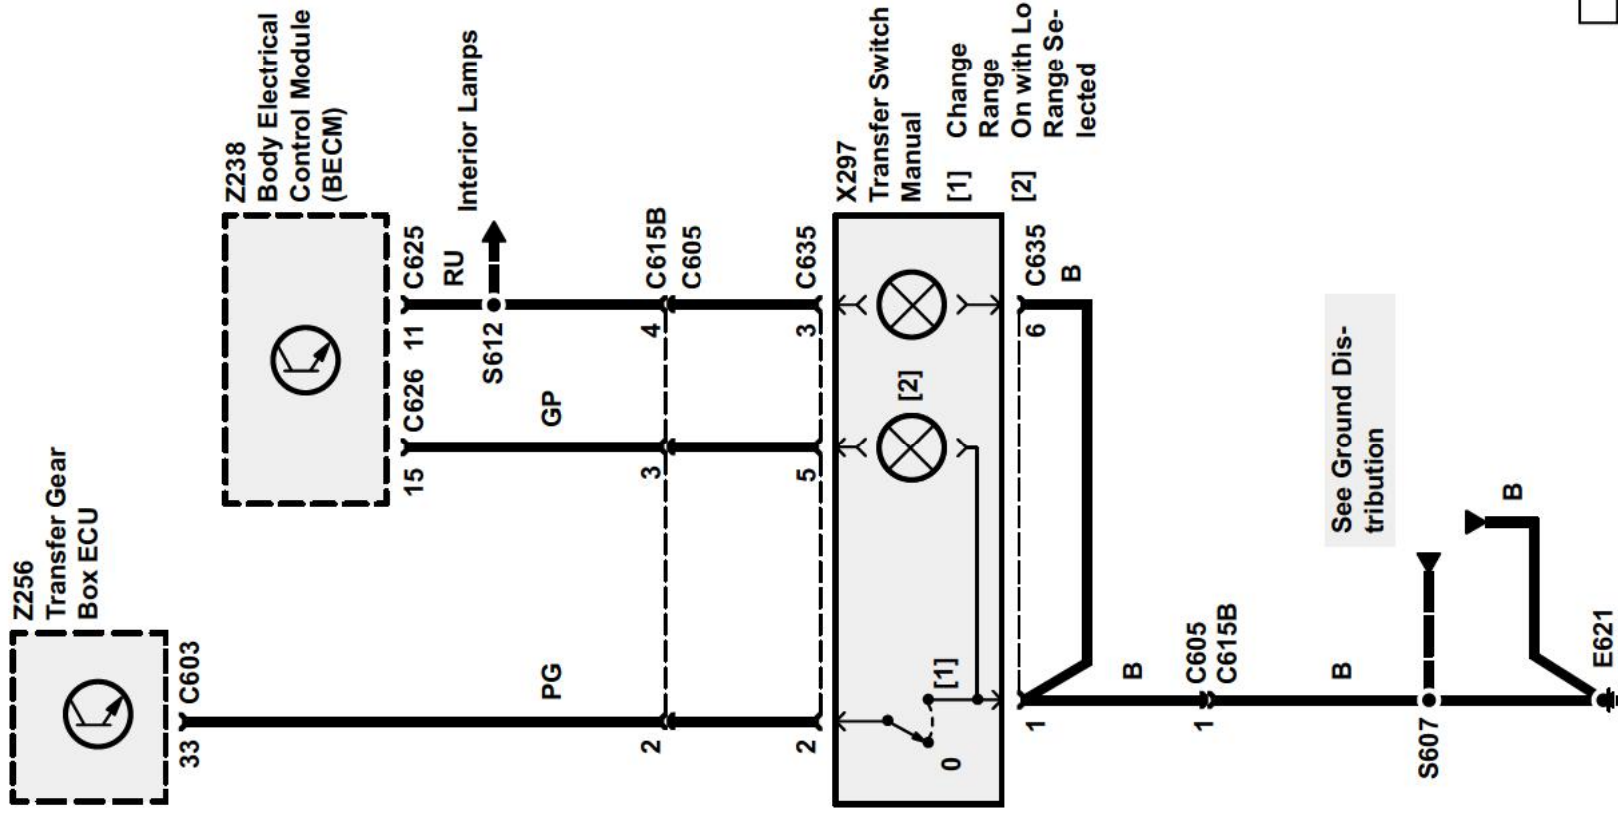 Z256
Transfer Gear
Box ECU
33
C603
PG
2
2
Z238
Body Electrical
Control Module
(BECM)
15
C626
11
C625
GP
RU
S612
Interior Lamps
3
4
C615B
C605
5
3
C635
X297
Transfer Switch
Manual
[1] Change
Range
[2] On with Lo
Range Se-
lected
0
[1]
[2]
1
6
C635
B
B
1
C605
C615B
B
See Ground Dis-
tribution
S607
B
E621